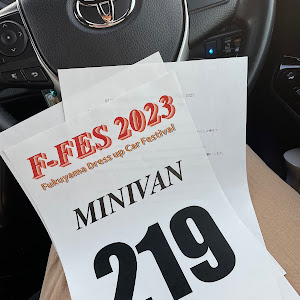 F-FES 2023
Fukuyama Dress up Car Festival
MINIVAN
219